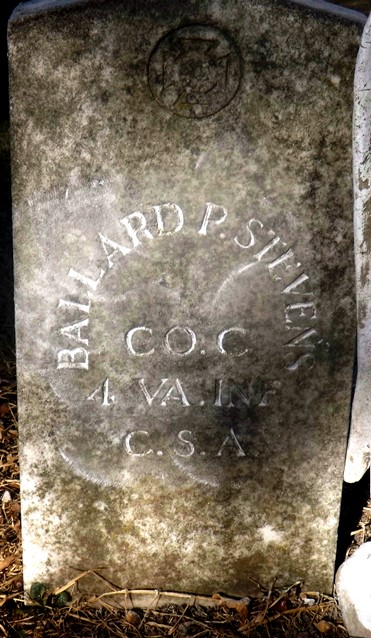 BALLARD P. STEVENS
CO. C
4 VA. INF
C. S. A.